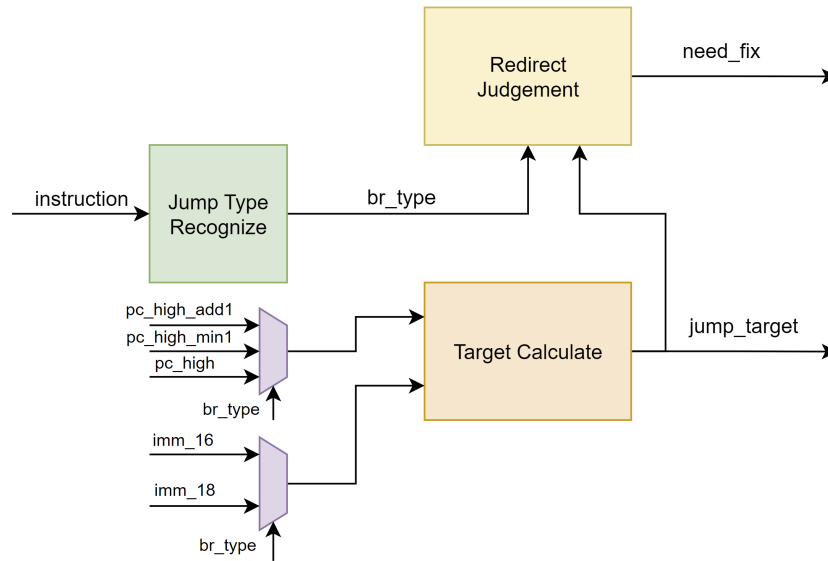 Redirect
Judgement
need_fix
instruction
Jump Type
Recognize
br_type
pc_high_add1
pc_high_min1
pc_high
br_type
Target Calculate
jump_target
imm_16
imm_18
br_type